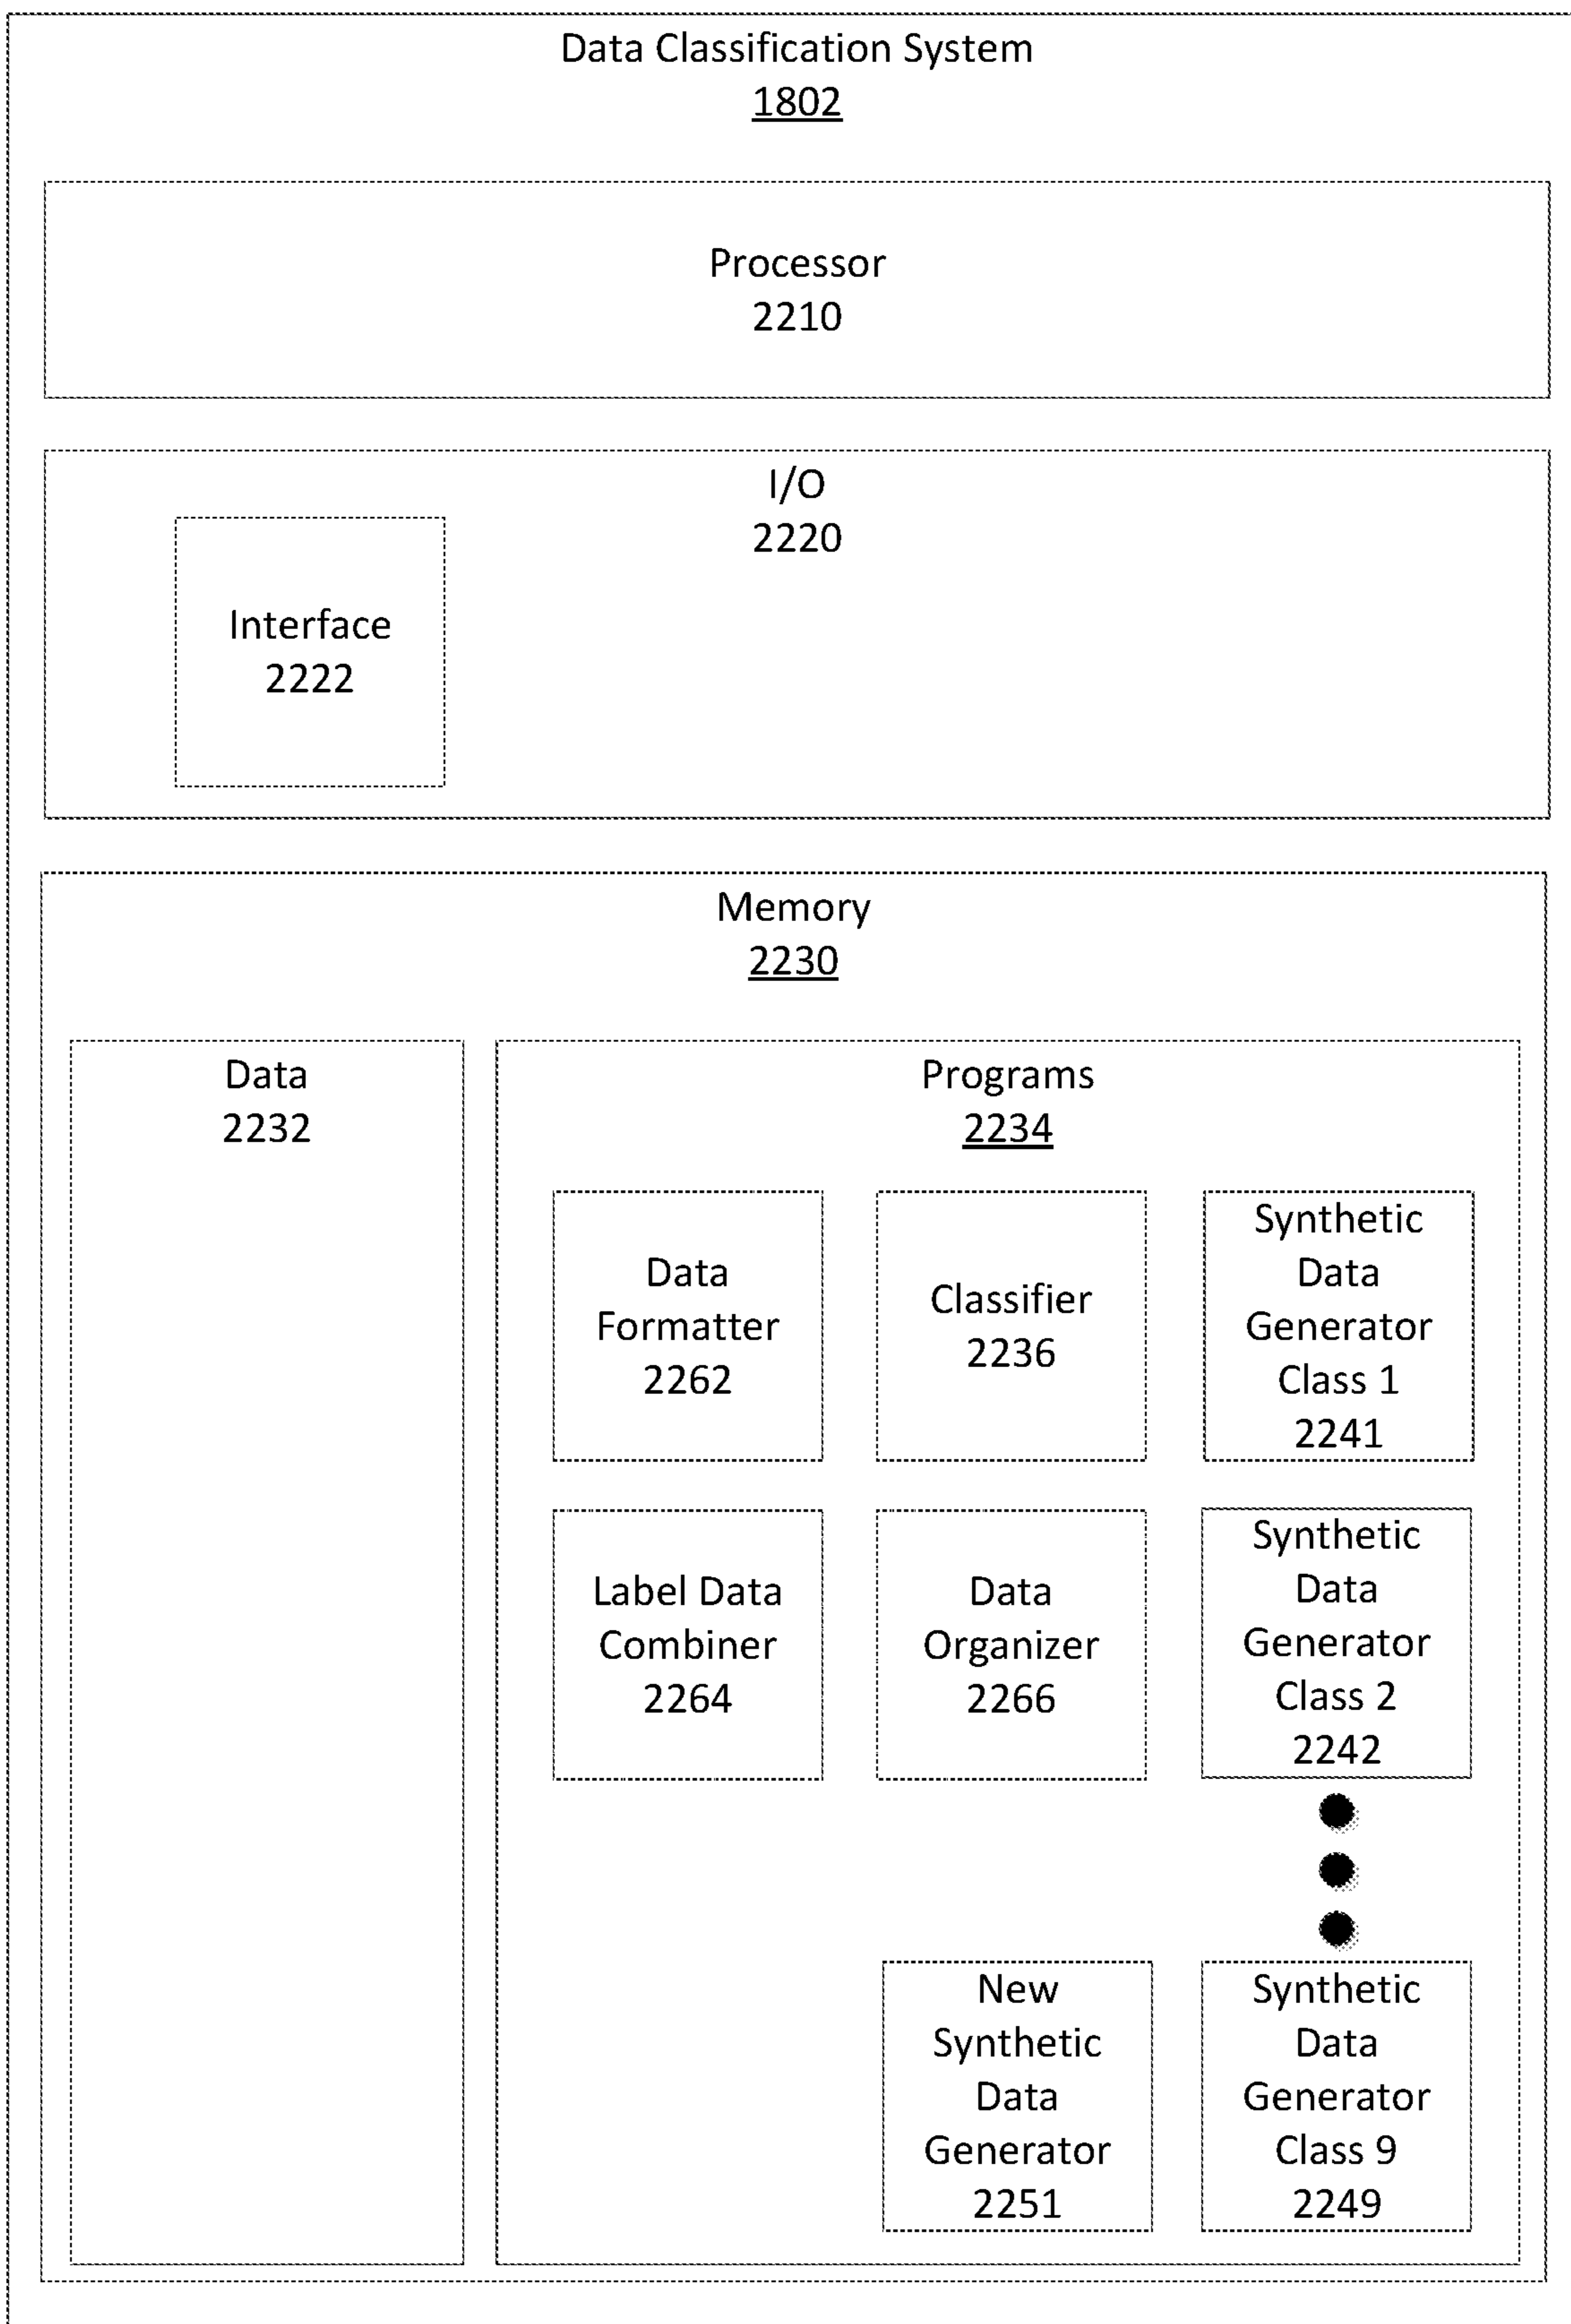 Data Classification System
1802
Processor
2210
I/O
2220
Interface
2222
Memory
2230
Data
2232
Programs
2234
Data
Formatter
2262
Classifier
2236
Synthetic
Data
Generator
Class 1
2241
Label Data
Combiner
2264
Data
Organizer
2266
Synthetic
Data
Generator
Class 2
2242
New
Synthetic
Data
Generator
2251
Synthetic
Data
Generator
Class 9
2249